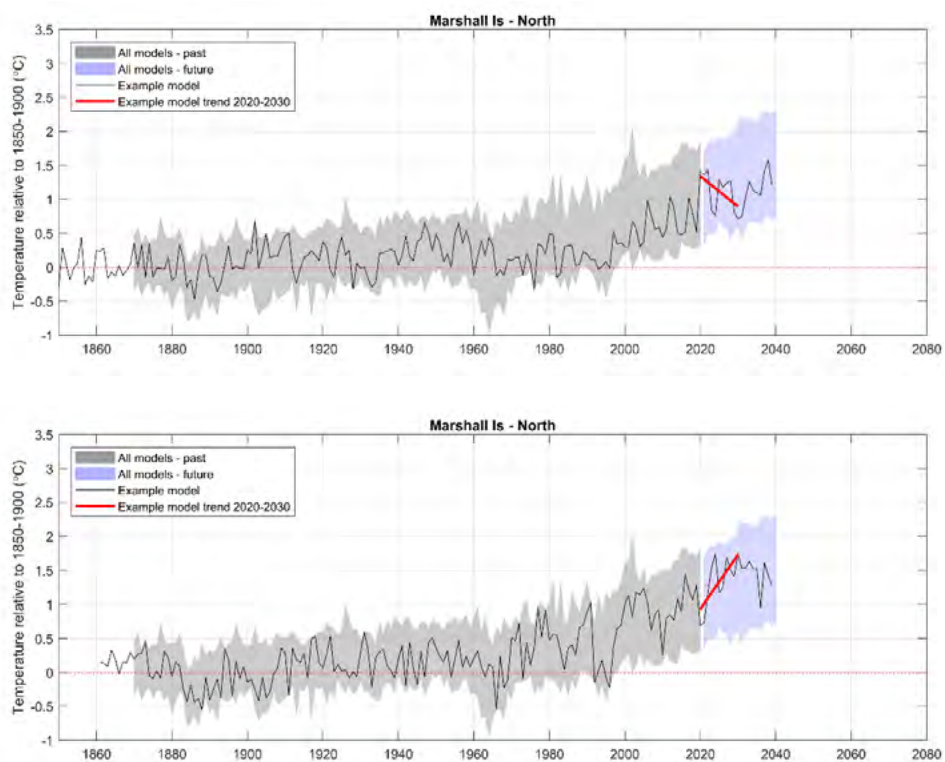 Marshall Is - North
3.5
3
2.5
2
1.5
1
0.5
0
-0.5
-1
Temperature relative to 1850-1900 (°C)
All models - past
All models - future
Example model
Example model trend 2020-2030
1860 1880 1900 1920 1940 1960 1980 2000 2020 2040 2060 2080
Marshall Is - North
3.5
3
2.5
2
1.5
1
0.5
0
-0.5
-1
Temperature relative to 1850-1900 (°C)
All models - past
All models - future
Example model
Example model trend 2020-2030
1860 1880 1900 1920 1940 1960 1980 2000 2020 2040 2060 2080